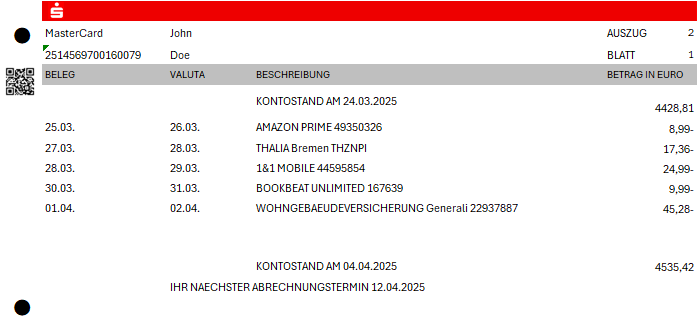 MasterCard John AUSZUG 2
2514569700160079 Doe BLATT 1
BELEG VALUTA BESCHREIBUNG BETRAG IN EURO
KONTOSTAND AM 24.03.2025 4428,81
25.03. 26.03. AMAZON PRIME 49350326 8,99-
27.03. 28.03. THALIA Bremen THZNPI 17,36-
28.03. 29.03. 1&1 MOBILE 44595854 24,99-
30.03. 31.03. BOOKBEAT UNLIMITED 167639 9,99-
01.04. 02.04. WOHNGEBAEUDEVERSICHERUNG Generali 22937887 45,28-
KONTOSTAND AM 04.04.2025 4535,42
IHR NAECHSTER ABRECHNUNGSTERMIN 12.04.2025